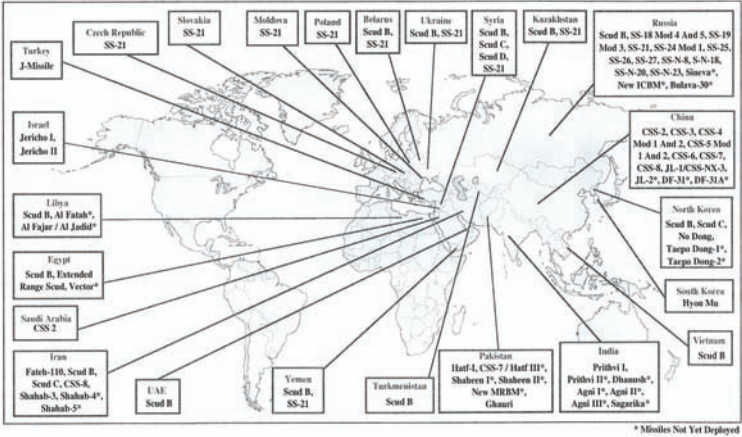 Slovakia
SS-21
Moldova
SS-21
Poland
SS-21
Belarus
Scud B,
SS-21
Ukraine
Scud B, SS-21
Syria
Scud B,
Scud C,
Scud D,
SS-21
Kazakhstan
Scud B, SS-21
Russia
Scud B, SS-18 Mod 4 And 5, SS-19
Mod 3, SS-21, SS-24 Mod 1, SS-25,
SS-26, SS-27, SS-N-8, S-N-18,
SS-N-20, SS-N-23, Sineva*,
New ICBM*, Bulava-30*
Czech Republic
SS-21
Turkey
J-Missile
Israel
Jericho I,
Jericho II
China
CSS-2, CSS-3, CSS-4
Mod 1 And 2, CSS-5 Mod
1 And 2, CSS-6, CSS-7,
CSS-8, JL-1/CSS-NX-3,
JL-2*, DF-31*, DF-31A*
Libya
Scud B, Al Fatah*,
Al Fajar / Al Jadid*
North Korea
Scud B, Scud C,
No Dong,
Taepo Dong-1*,
Taepo Dong-2*
Egypt
Scud B, Extended
Range Scud, Vector*
South Korea
Hyon Mu
Saudi Arabia
CSS 2
Vietnam
Scud B
Iran
Fateh-110, Scud B,
Scud C, CSS-8,
Shahab-3, Shahab-4*,
Shahab-5*
UAE
Scud B
Yemen
Scud B,
SS-21
Turkmenistan
Scud B
Pakistan
Hatf-I, CSS-7 / Hatf III*,
Shaheen I*, Shaheen II*,
New MRBM*,
Ghauri
India
Prithvi I,
Prithvi II*, Dhanush*,
Agni I*, Agni II*,
Agni III*, Sagarika*
* Missiles Not Yet Deployed